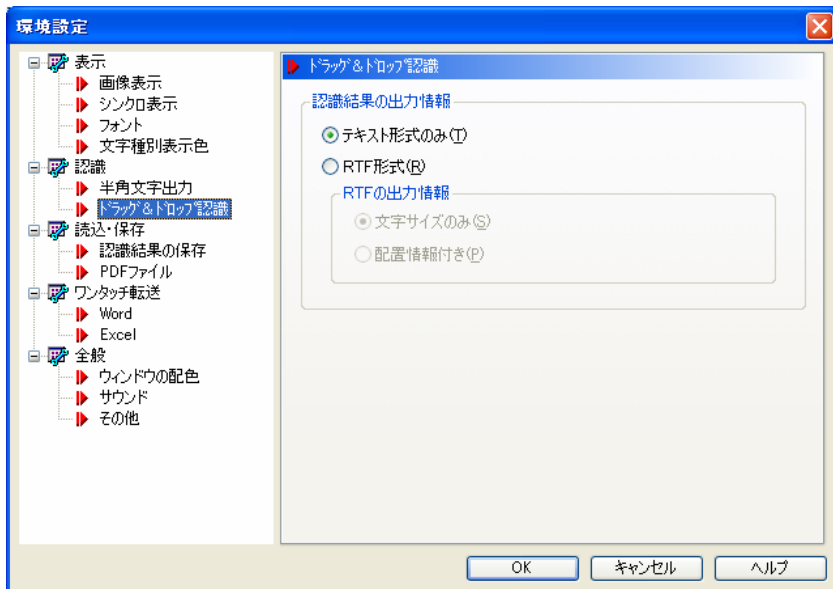 環境設定
表示
画像表示
シンクロ表示
フォント
文字種別表示色
認識
半角文字出力
ﾄﾞﾗｯｸﾞ&ﾄﾞﾛｯﾌﾟ認識
読込・保存
認識結果の保存
PDFファイル
ワンタッチ転送
Word
Excel
全般
ウィンドウの配色
サウンド
その他
ﾄﾞﾗｯｸﾞ&ﾄﾞﾛｯﾌﾟ認識
認識結果の出力情報
テキスト形式のみ(T)
RTF形式(R)
RTFの出力情報
文字サイズのみ(S)
配置情報付き(P)
OK
キャンセル
ヘルプ